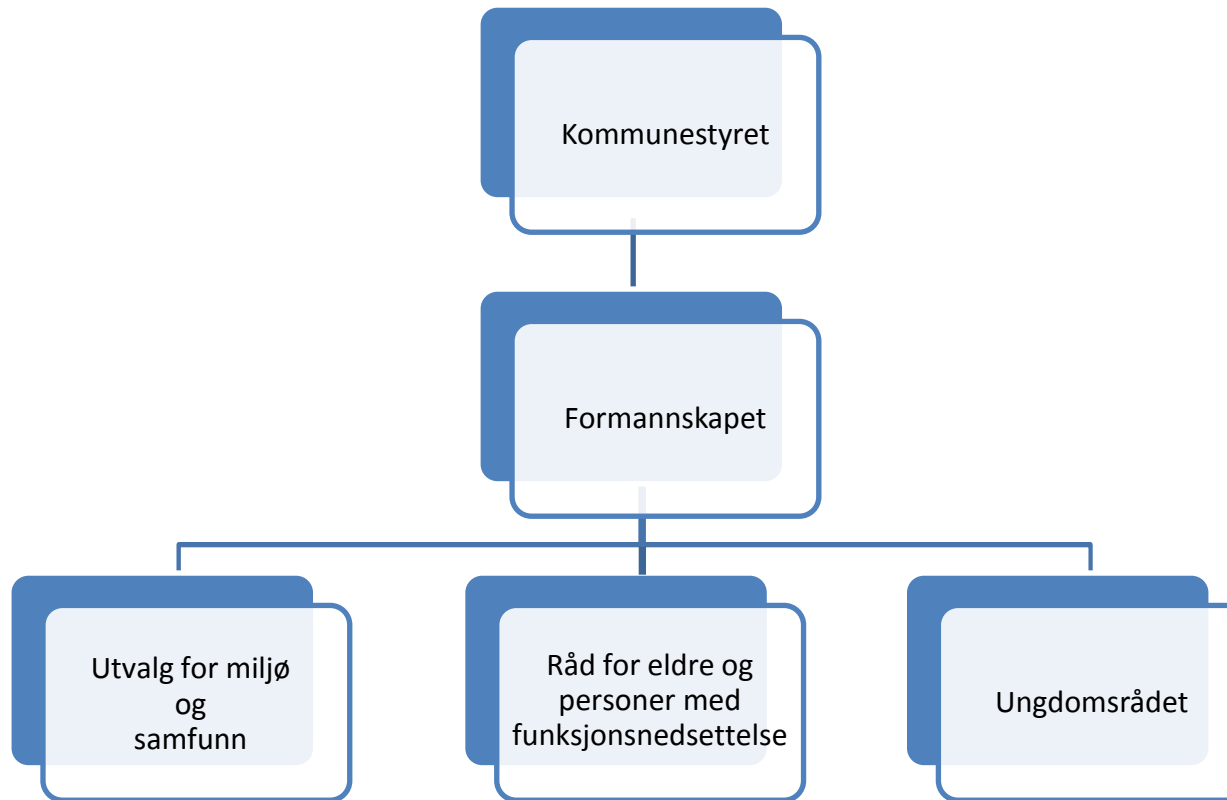 Kommunestyret
Formannskapet
Utvalg for miljø
og
samfunn
Råd for eldre og
personer med
funksjonsnedsettelse
Ungdomsrådet